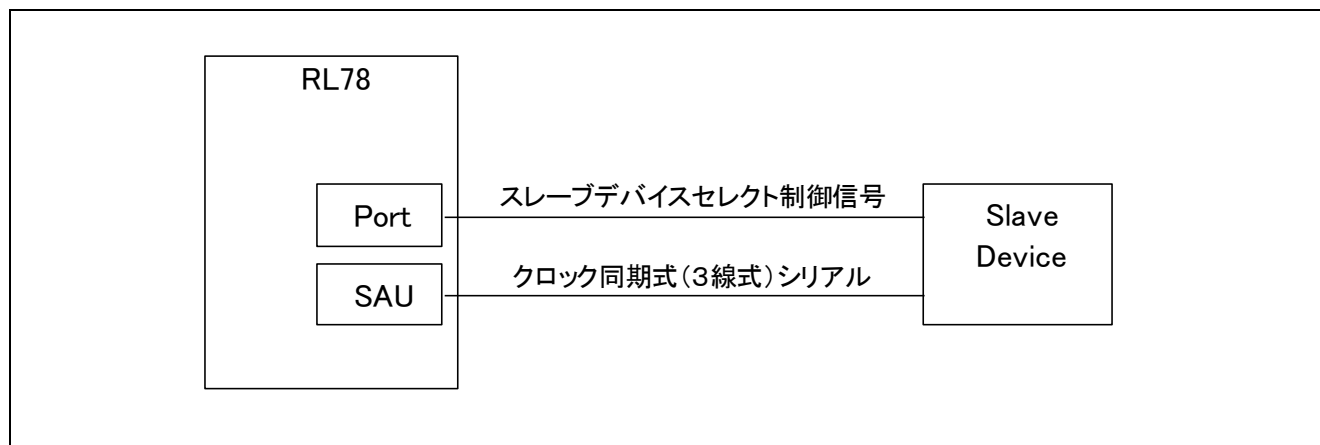 RL78
Port
スレーブデバイスセレクト制御信号
Slave
Device
SAU
クロック同期式(3線式)シリアル